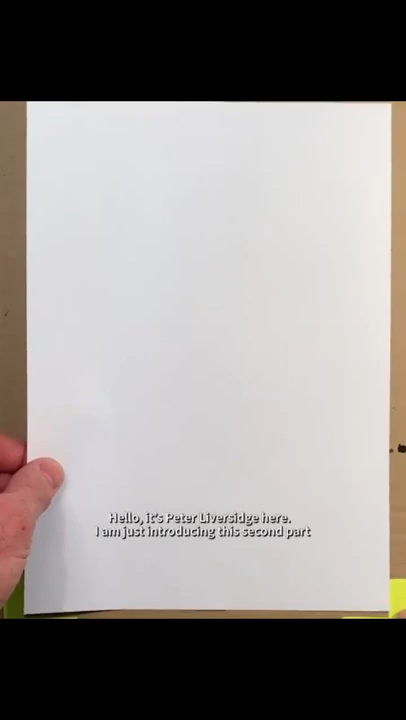 Hello, it's Peter Liversidge here.
I am just introducing this second part